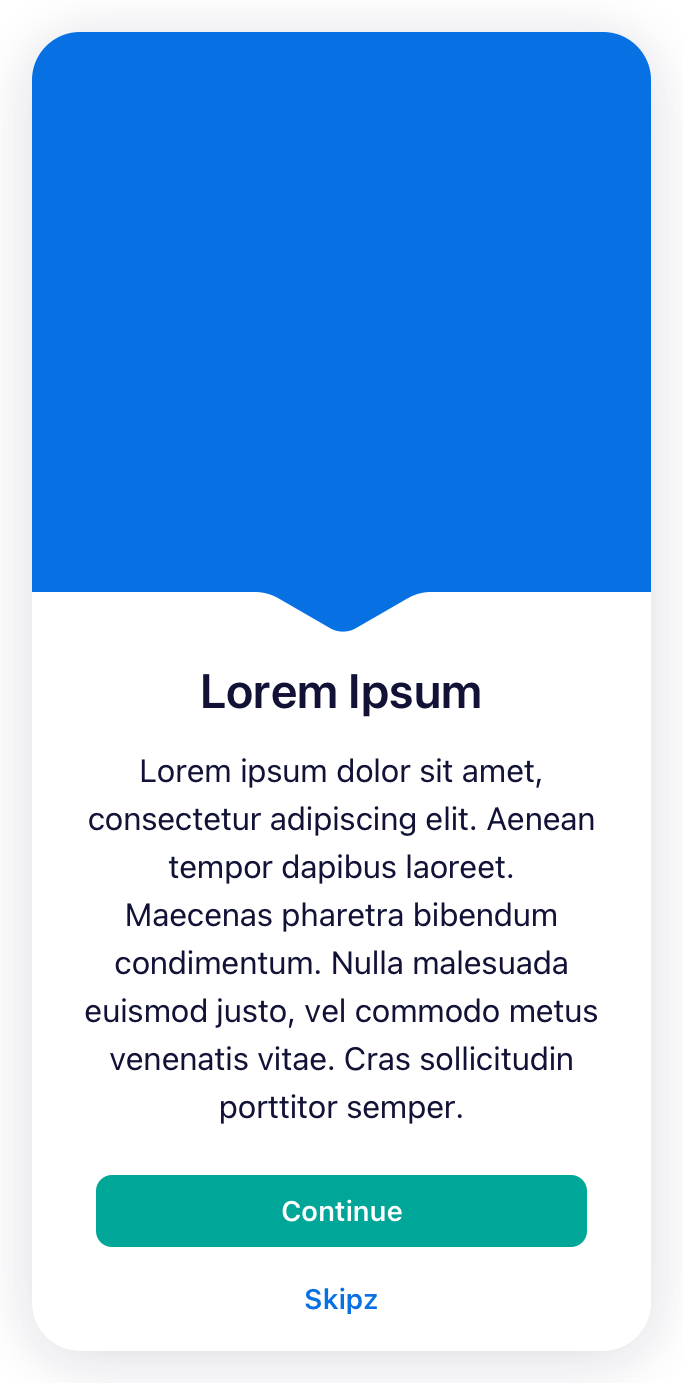 Lorem Ipsum
Lorem ipsum dolor sit amet,
consectetur adipiscing elit. Aenean
tempor dapibus laoreet.
Maecenas pharetra bibendum
condimentum. Nulla malesuada
euismod justo, vel commodo metus
venenatis vitae. Cras sollicitudin
porttitor semper.
Continue
Skipz